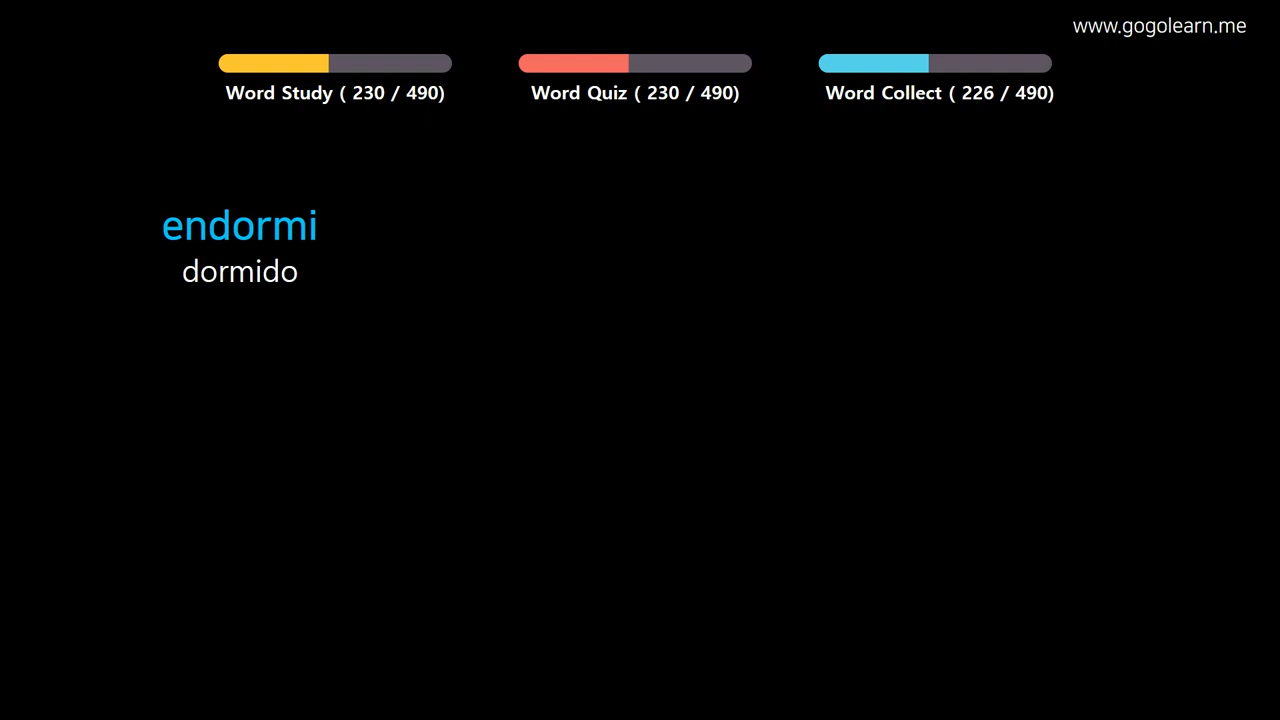 www.gogolearn.me
Word Study ( 230 / 490)
Word Quiz ( 230 / 490)
Word Collect ( 226 / 490)
endormi
dormido